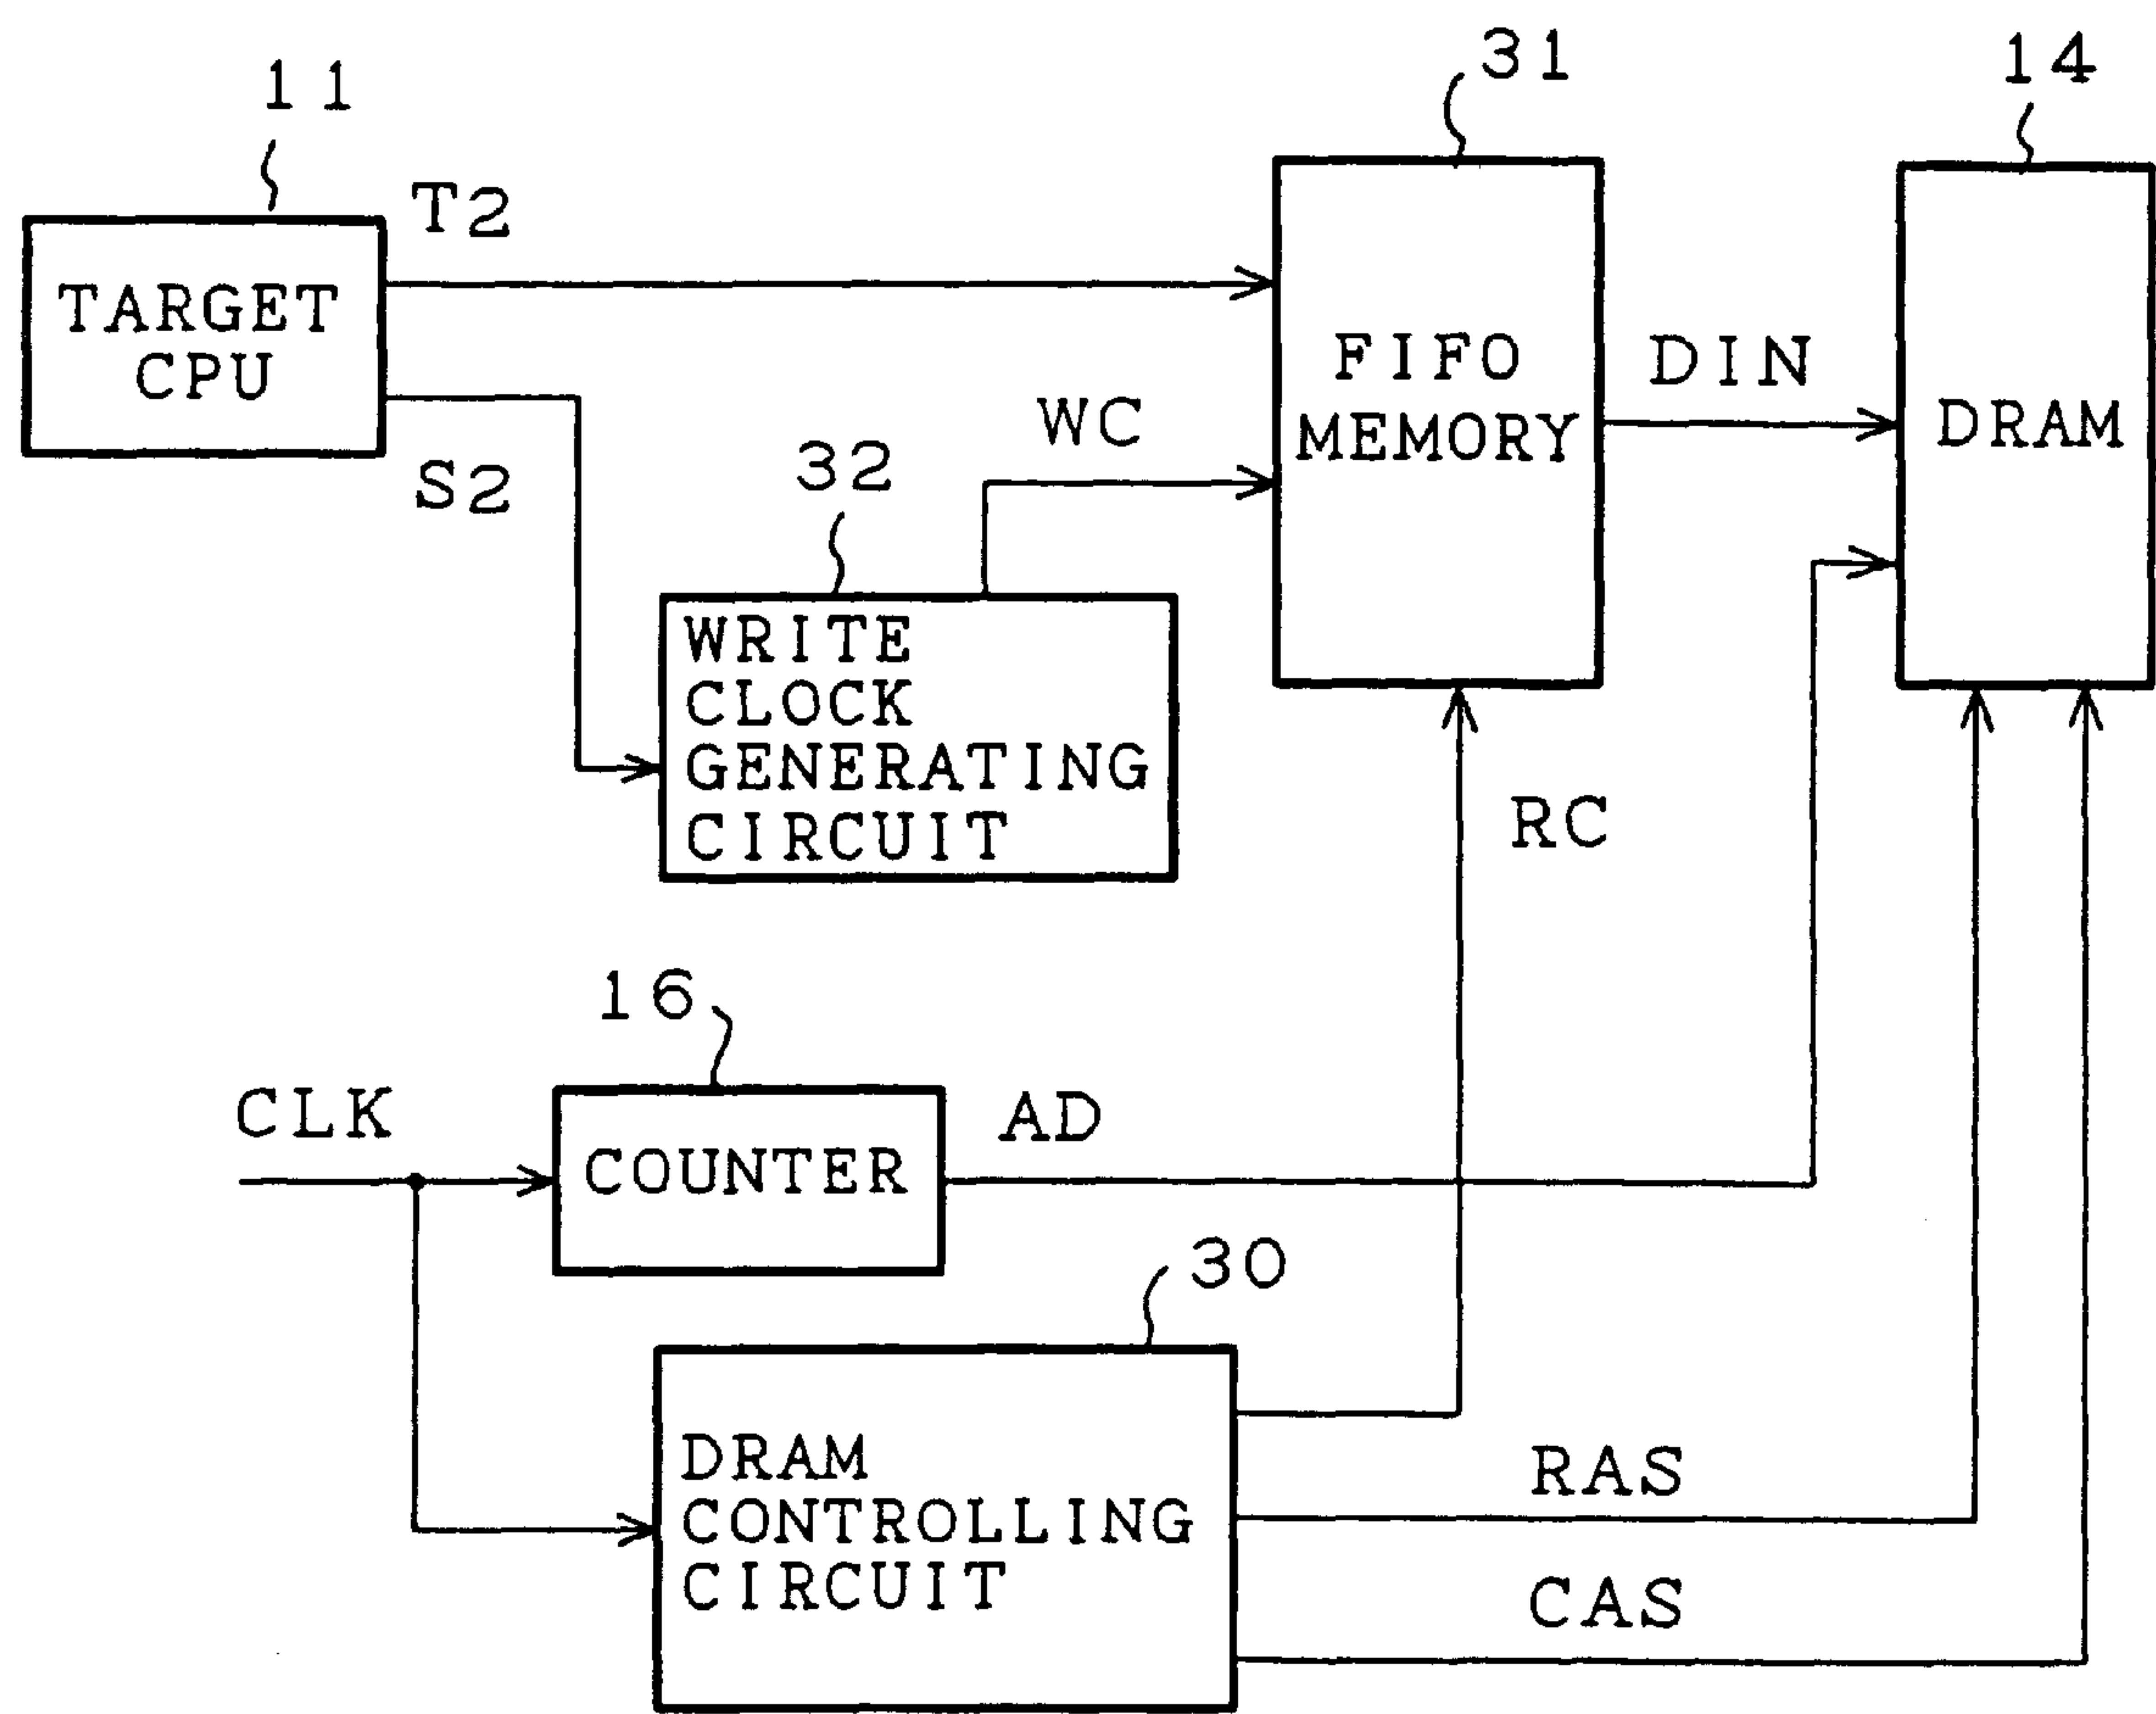 11
31
14
T2
TARGET
CPU
FIFO
MEMORY
DIN
DRAM
WC
32
S2
WRITE
CLOCK
GENERATING
CIRCUIT
RC
16
CLK
COUNTER
AD
30
DRAM
CONTROLLING
CIRCUIT
RAS
CAS